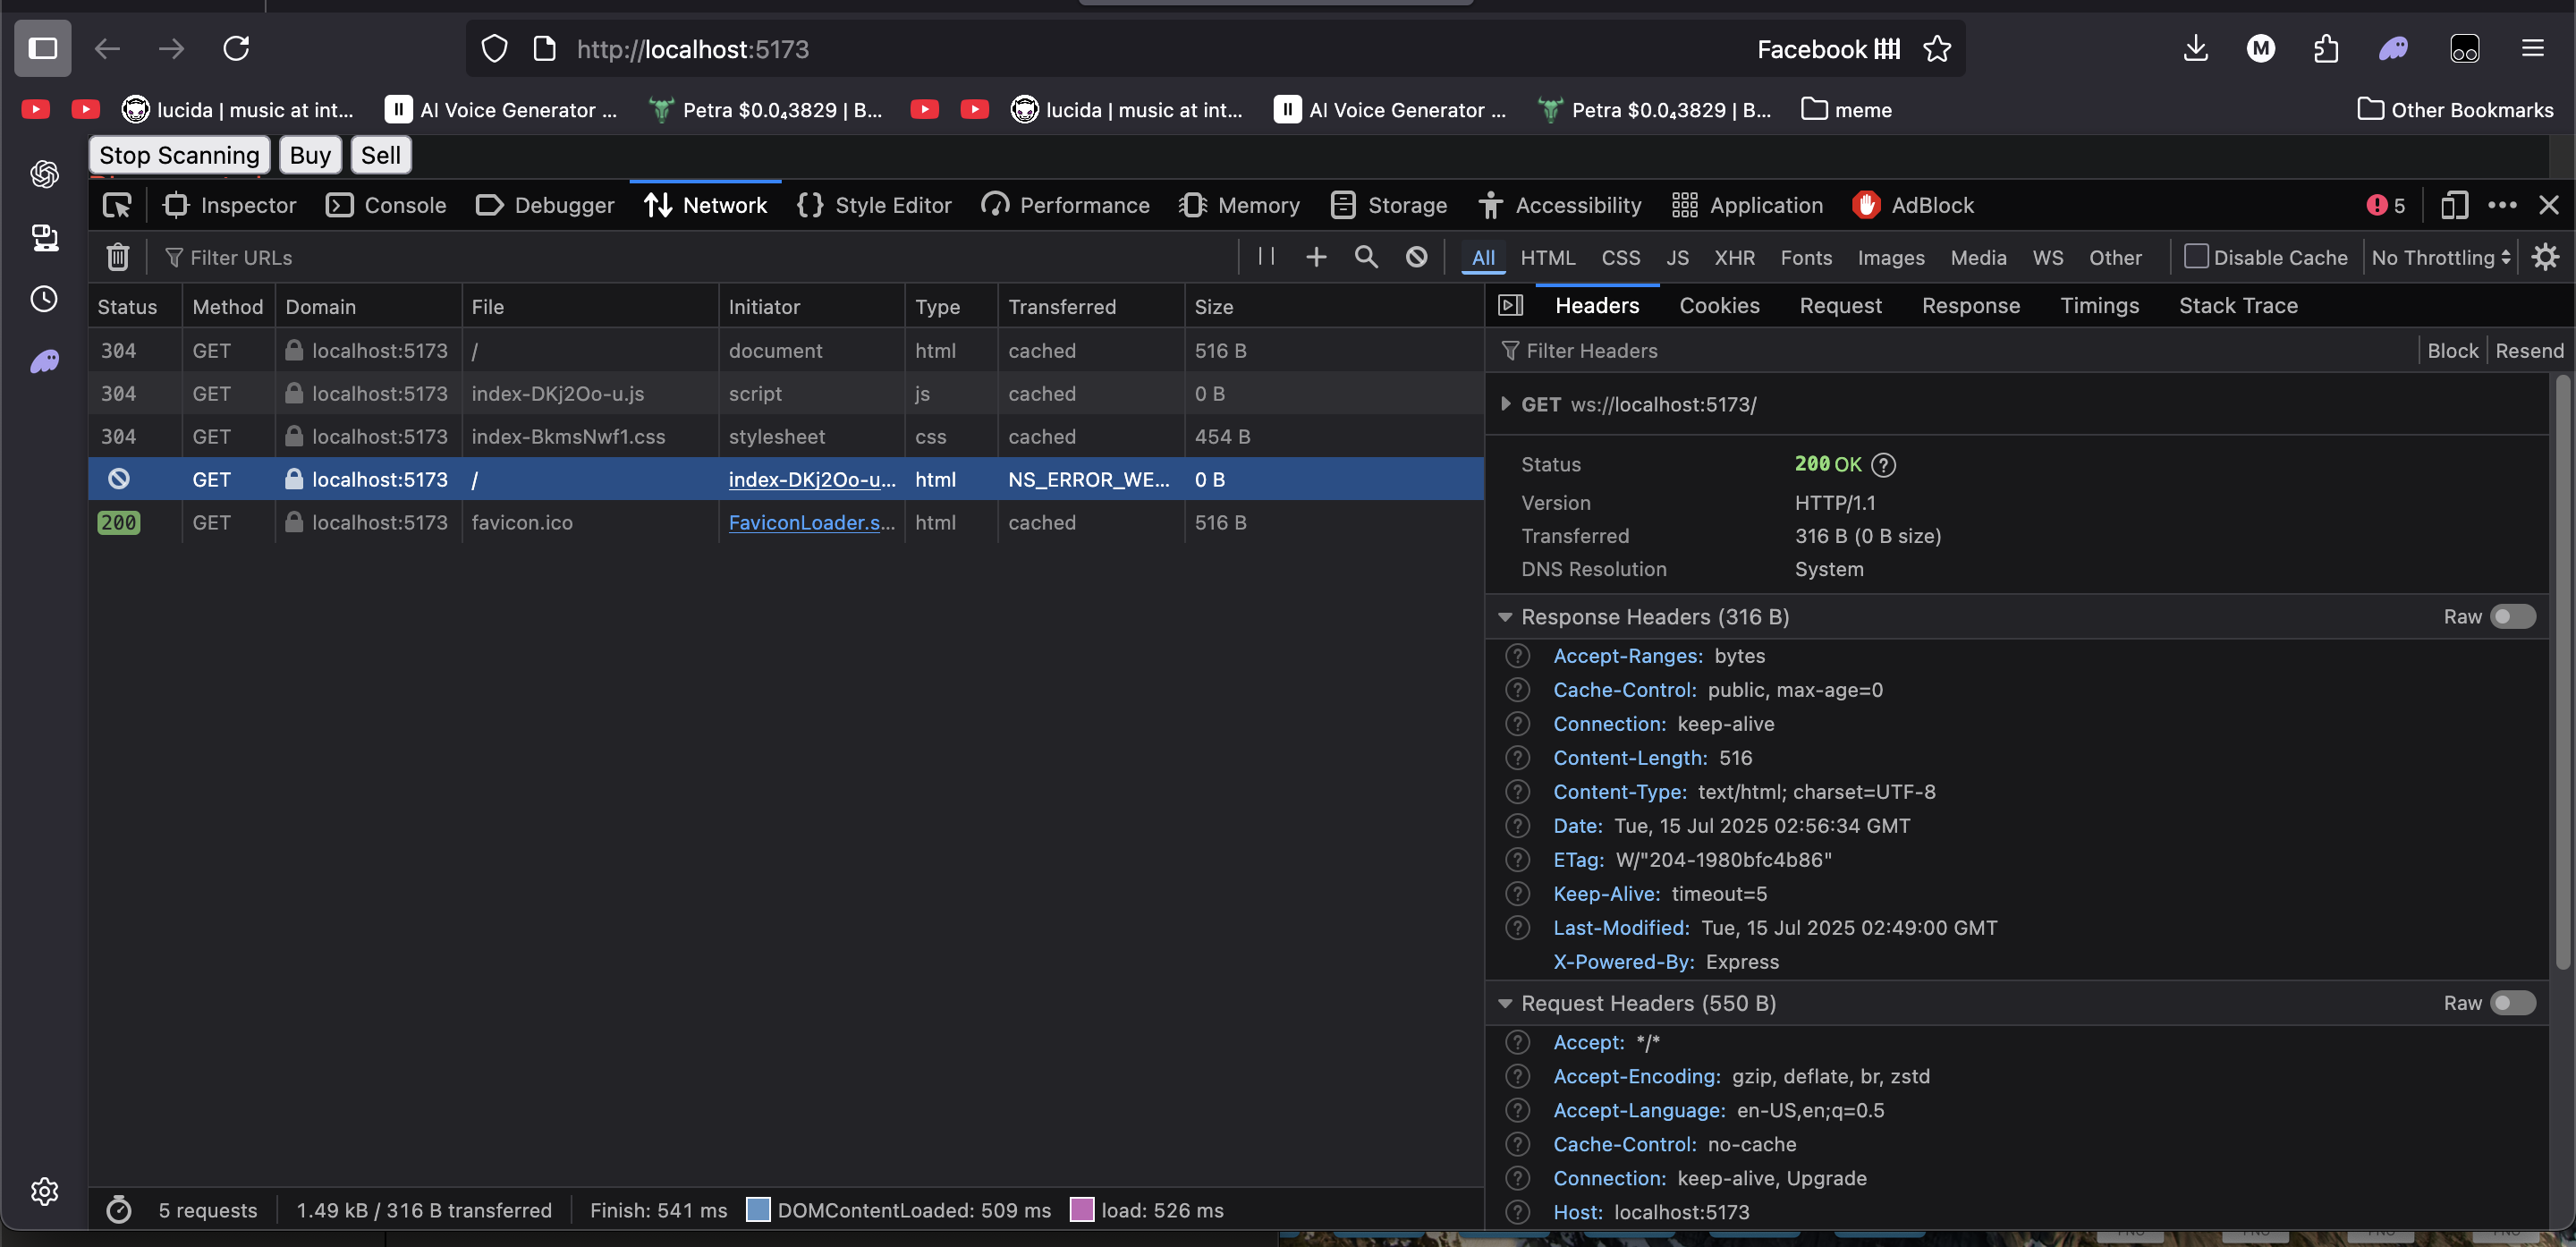 http://localhost:5173
Facebook
M
lucida | music at int...
AI Voice Generator ...
Petra $0.0₄3829 | B...
lucida | music at int...
AI Voice Generator ...
Petra $0.0₄3829 | B...
meme
Other Bookmarks
Stop Scanning Buy Sell
Inspector Console Debugger Network Style Editor Performance Memory Storage Accessibility Application AdBlock 5
Filter URLs
All HTML CSS JS XHR Fonts Images Media WS Other Disable Cache No Throttling
Status Method Domain File Initiator Type Transferred Size
304 GET localhost:5173 / document html cached 516 B
304 GET localhost:5173 index-DKj2Oo-u.js script js cached 0 B
304 GET localhost:5173 index-BkmsNwf1.css stylesheet css cached 454 B
GET localhost:5173 / index-DKj2Oo-u... html NS_ERROR_WE... 0 B
200 GET localhost:5173 favicon.ico FaviconLoader.s... html cached 516 B
5 requests 1.49 kB / 316 B transferred Finish: 541 ms DOMContentLoaded: 509 ms load: 526 ms
Headers Cookies Request Response Timings Stack Trace
Filter Headers Block Resend
GET ws://localhost:5173/
Status 200 OK
Version HTTP/1.1
Transferred 316 B (0 B size)
DNS Resolution System
Response Headers (316 B) Raw
Accept-Ranges: bytes
Cache-Control: public, max-age=0
Connection: keep-alive
Content-Length: 516
Content-Type: text/html; charset=UTF-8
Date: Tue, 15 Jul 2025 02:56:34 GMT
ETag: W/"204-1980bfc4b86"
Keep-Alive: timeout=5
Last-Modified: Tue, 15 Jul 2025 02:49:00 GMT
X-Powered-By: Express
Request Headers (550 B) Raw
Accept: */*
Accept-Encoding: gzip, deflate, br, zstd
Accept-Language: en-US,en;q=0.5
Cache-Control: no-cache
Connection: keep-alive, Upgrade
Host: localhost:5173